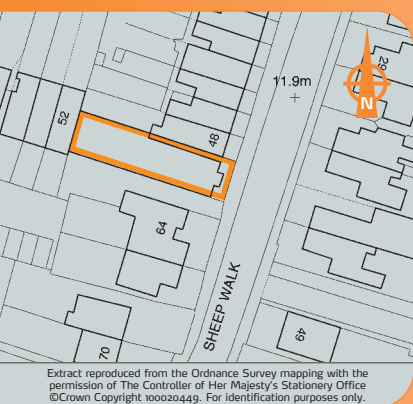 29
11.9m
N
52
48
64
SHEEP WALK
49
70
Extract reproduced from the Ordnance Survey mapping with the
permission of The Controller of Her Majesty's Stationery Office
©Crown Copyright 100020449. For identification purposes only.